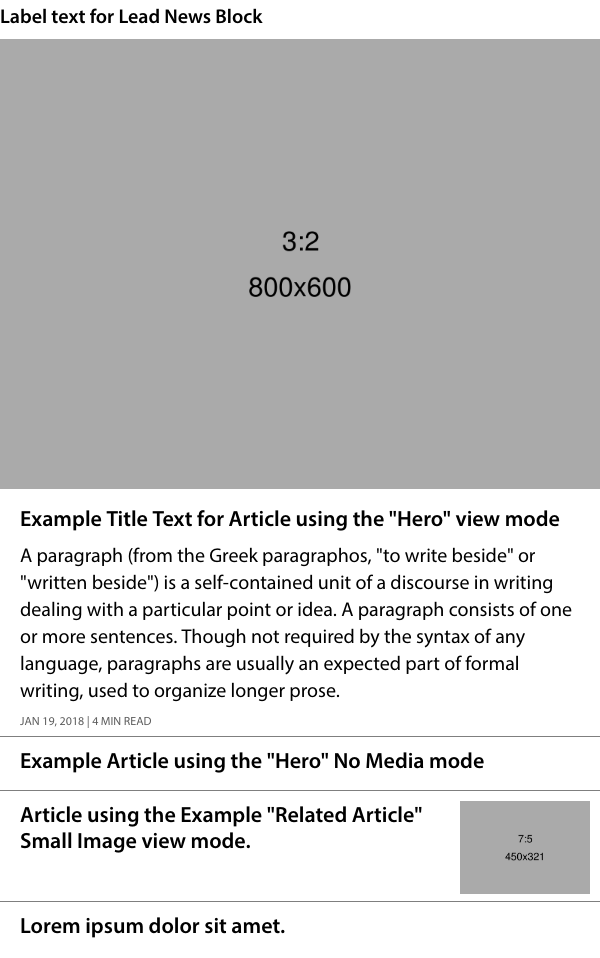 Label text for Lead News Block
3:2
800x600
Example Title Text for Article using the "Hero" view mode
A paragraph (from the Greek paragraphos, "to write beside" or
"written beside") is a self-contained unit of a discourse in writing
dealing with a particular point or idea. A paragraph consists of one
or more sentences. Though not required by the syntax of any
language, paragraphs are usually an expected part of formal
writing, used to organize longer prose.
JAN 19, 2018 | 4 MIN READ
Example Article using the "Hero" No Media mode
Article using the Example "Related Article"
Small Image view mode.
7:5
450x321
Lorem ipsum dolor sit amet.